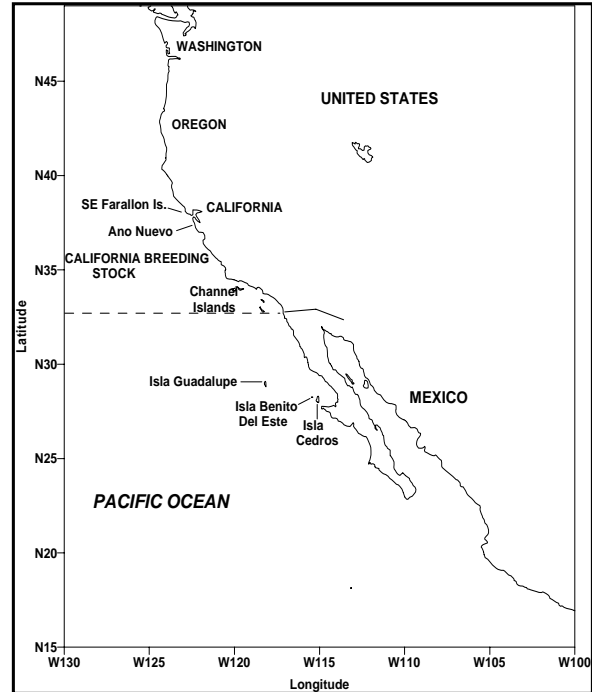 WASHINGTON
N45
UNITED STATES
OREGON
N40
SE Farallon Is.
CALIFORNIA
Ano Nuevo
CALIFORNIA BREEDING
STOCK
N35
Channel
Islands
Latitude
N30
Isla Guadalupe
MEXICO
Isla Benito
Del Este
Isla
Cedros
N25
PACIFIC OCEAN
N20
N15
W130
W125
W120
W115
W110
W105
W100
Longitude